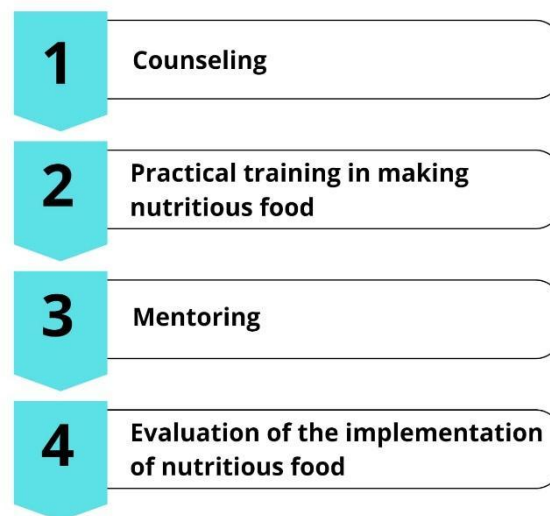 1
Counseling
2
Practical training in making
nutritious food
3
Mentoring
4
Evaluation of the implementation
of nutritious food